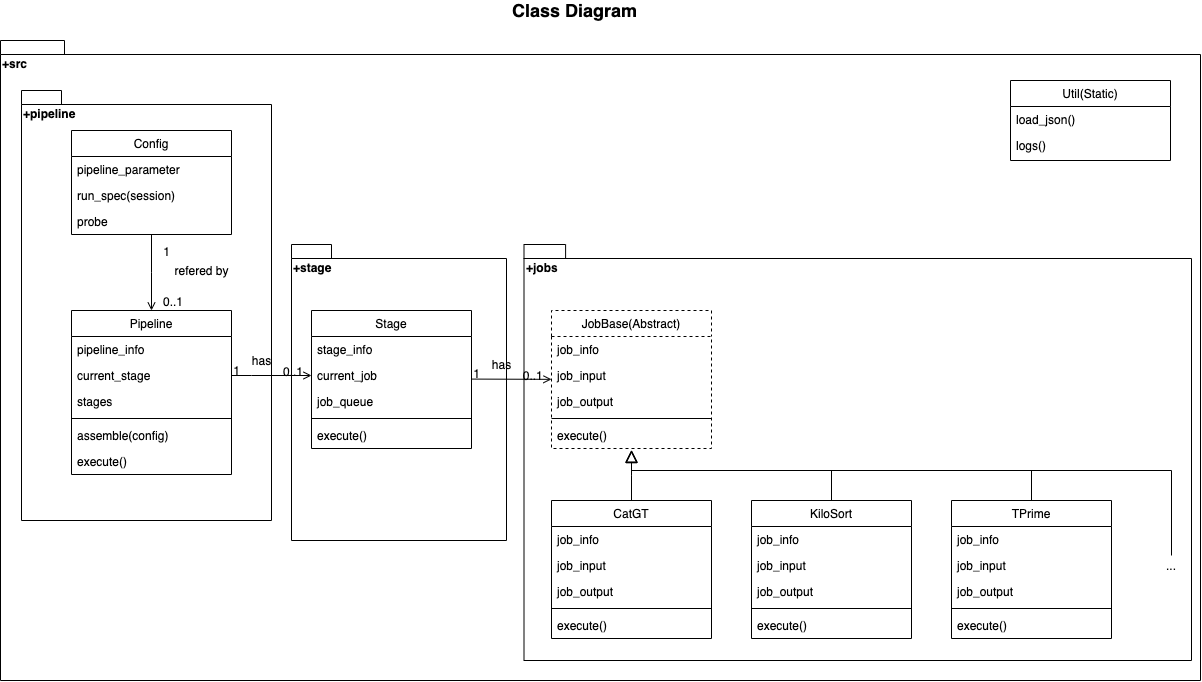 Class Diagram
+src
+pipeline
Config
pipeline_parameter
run_spec(session)
probe
1
refered by
0..1
Pipeline
pipeline_info
current_stage
stages
assemble(config)
execute()
1
has
0..1
+stage
Stage
stage_info
current_job
job_queue
execute()
1
has
0..1
Util(Static)
load_json()
logs()
+jobs
JobBase(Abstract)
job_info
job_input
job_output
execute()
CatGT
job_info
job_input
job_output
execute()
KiloSort
job_info
job_input
job_output
execute()
TPrime
job_info
job_input
job_output
execute()
...